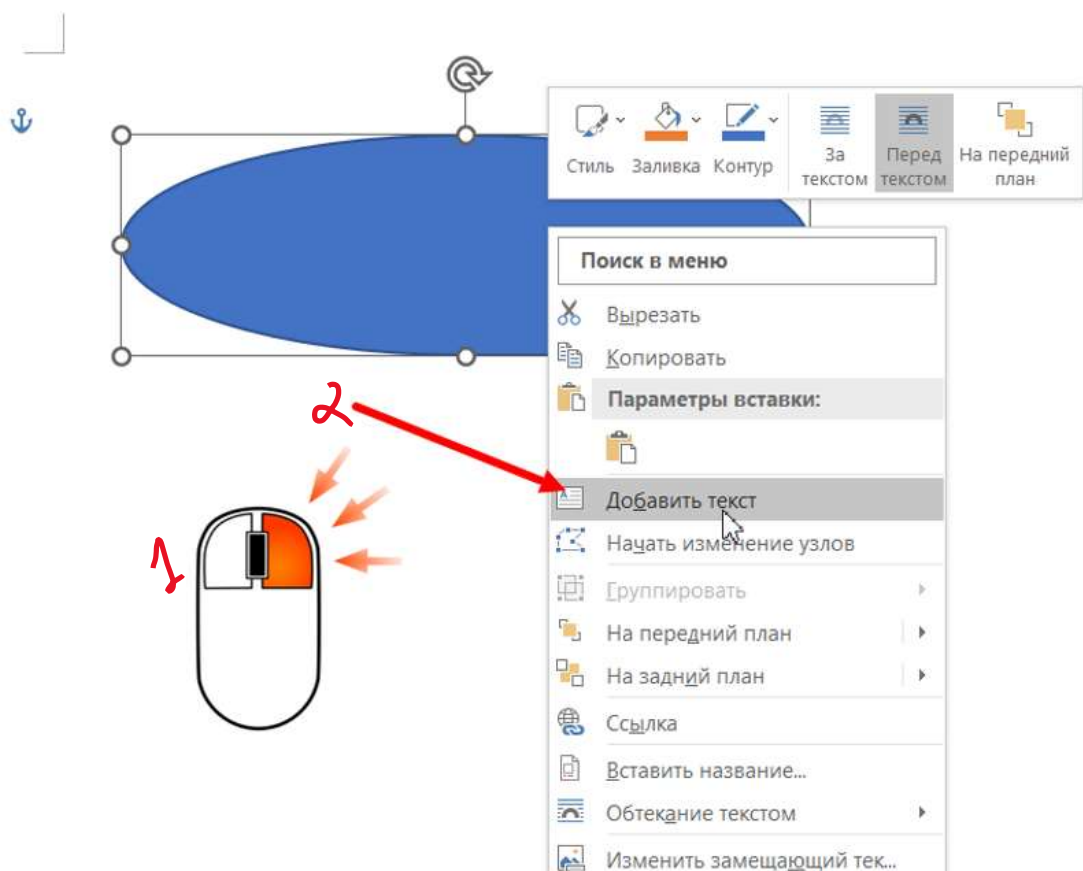 Стиль Заливка Контур За текстом Перед текстом На передний план
Поиск в меню
Вырезать
Копировать
Параметры вставки:
2
Добавить текст
1
Начать изменение узлов
Группировать
На передний план
На задний план
Ссылка
Вставить название...
Обтекание текстом
Изменить замещающий тек...